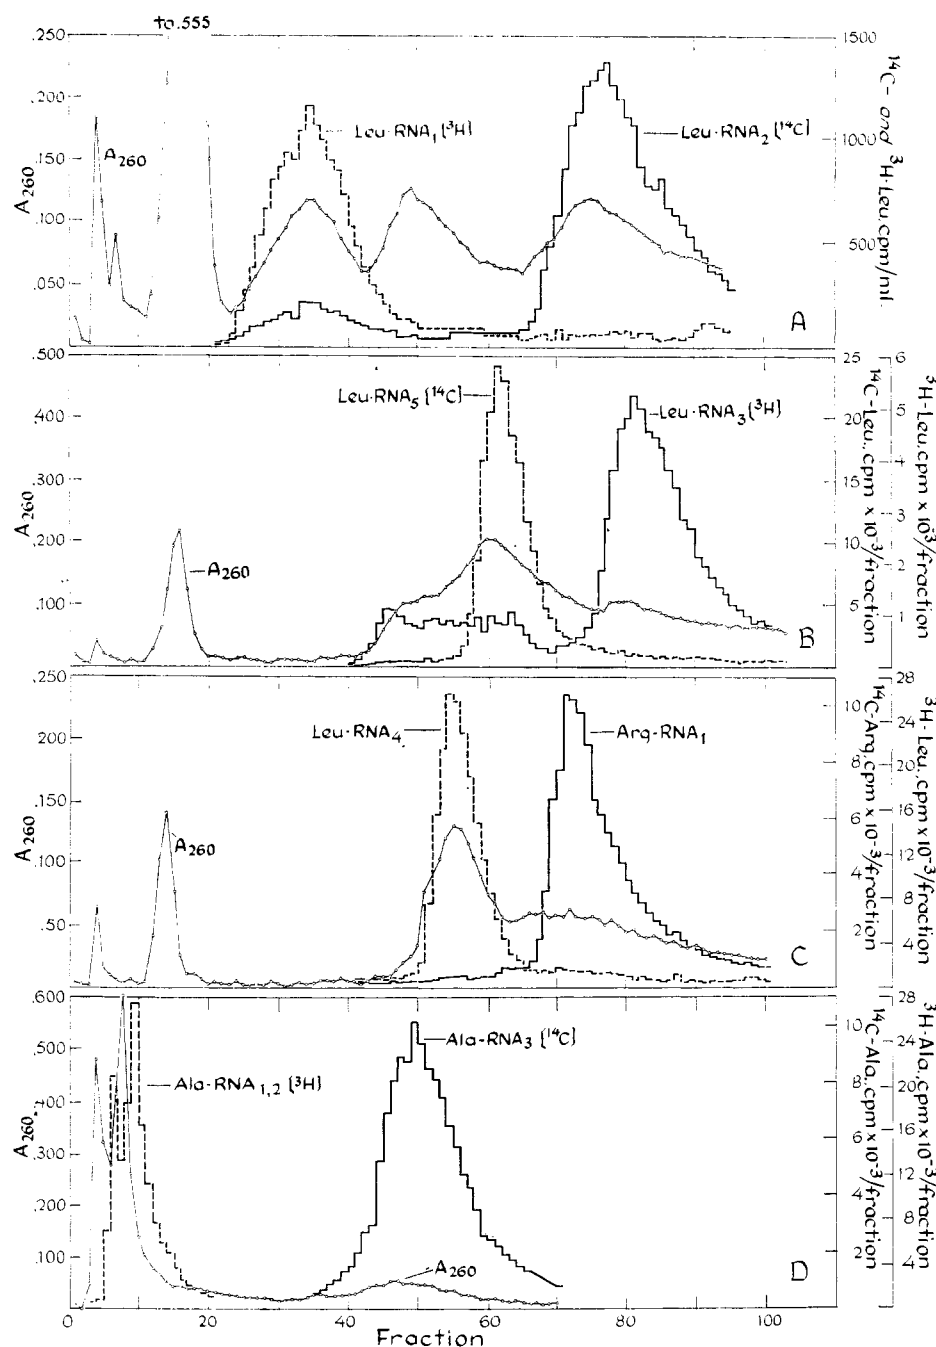 to.555
.250
.200
.150
.100
.050
A260
A260
Leu-RNA1 [3H]
Leu-RNA2 [14C]
1500
1000
500
14C- and 3H-Leu, cpm/ml.
A
.500
.400
.300
.200
.100
A260
A260
Leu-RNA5 [14C]
Leu-RNA3 [3H]
25
20
15
10
5
14C-Leu, cpm x 10-3/fraction
6
5
4
3
2
1
3H-Leu, cpm x 10-3/fraction
B
.250
.200
.150
.100
.50
A260
A260
Leu-RNA4
Arg-RNA1
10
8
6
4
2
14C-Arg, cpm x 10-3/fraction
28
24
20
16
12
8
4
3H-Leu, cpm x 10-3/fraction
C
.600
.500
.400
.300
.200
.100
A260
Ala-RNA1,2 [3H]
Ala-RNA3 [14C]
A260
10
8
6
4
2
14C-Ala, cpm x 10-3/fraction
28
24
20
16
12
8
4
3H-Ala, cpm x 10-3/fraction
D
0 20 40 60 80 100
Fraction